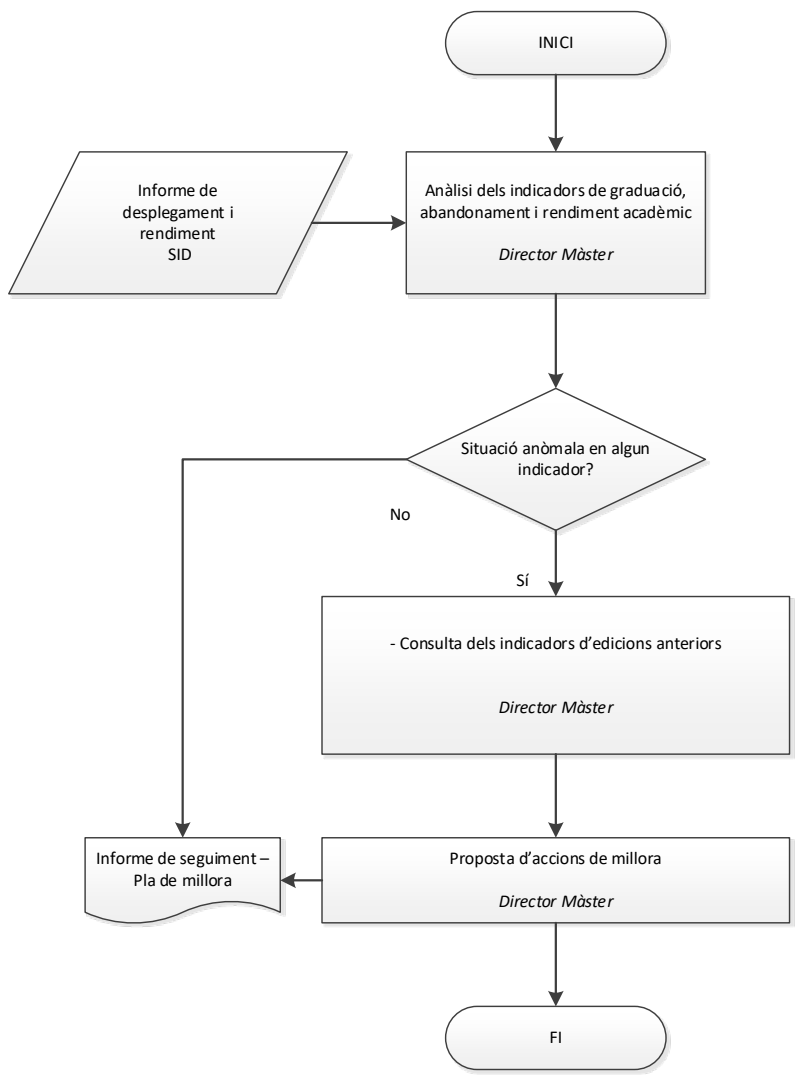 INICI
Informe de
desplegament i
rendiment
SID
Anàlisi dels indicadors de graduació,
abandonament i rendiment acadèmic
Director Màster
Situació anòmala en algun
indicador?
No
Sí
- Consulta dels indicadors d’edicions anteriors
Director Màster
Informe de seguiment –
Pla de millora
Proposta d’accions de millora
Director Màster
FI